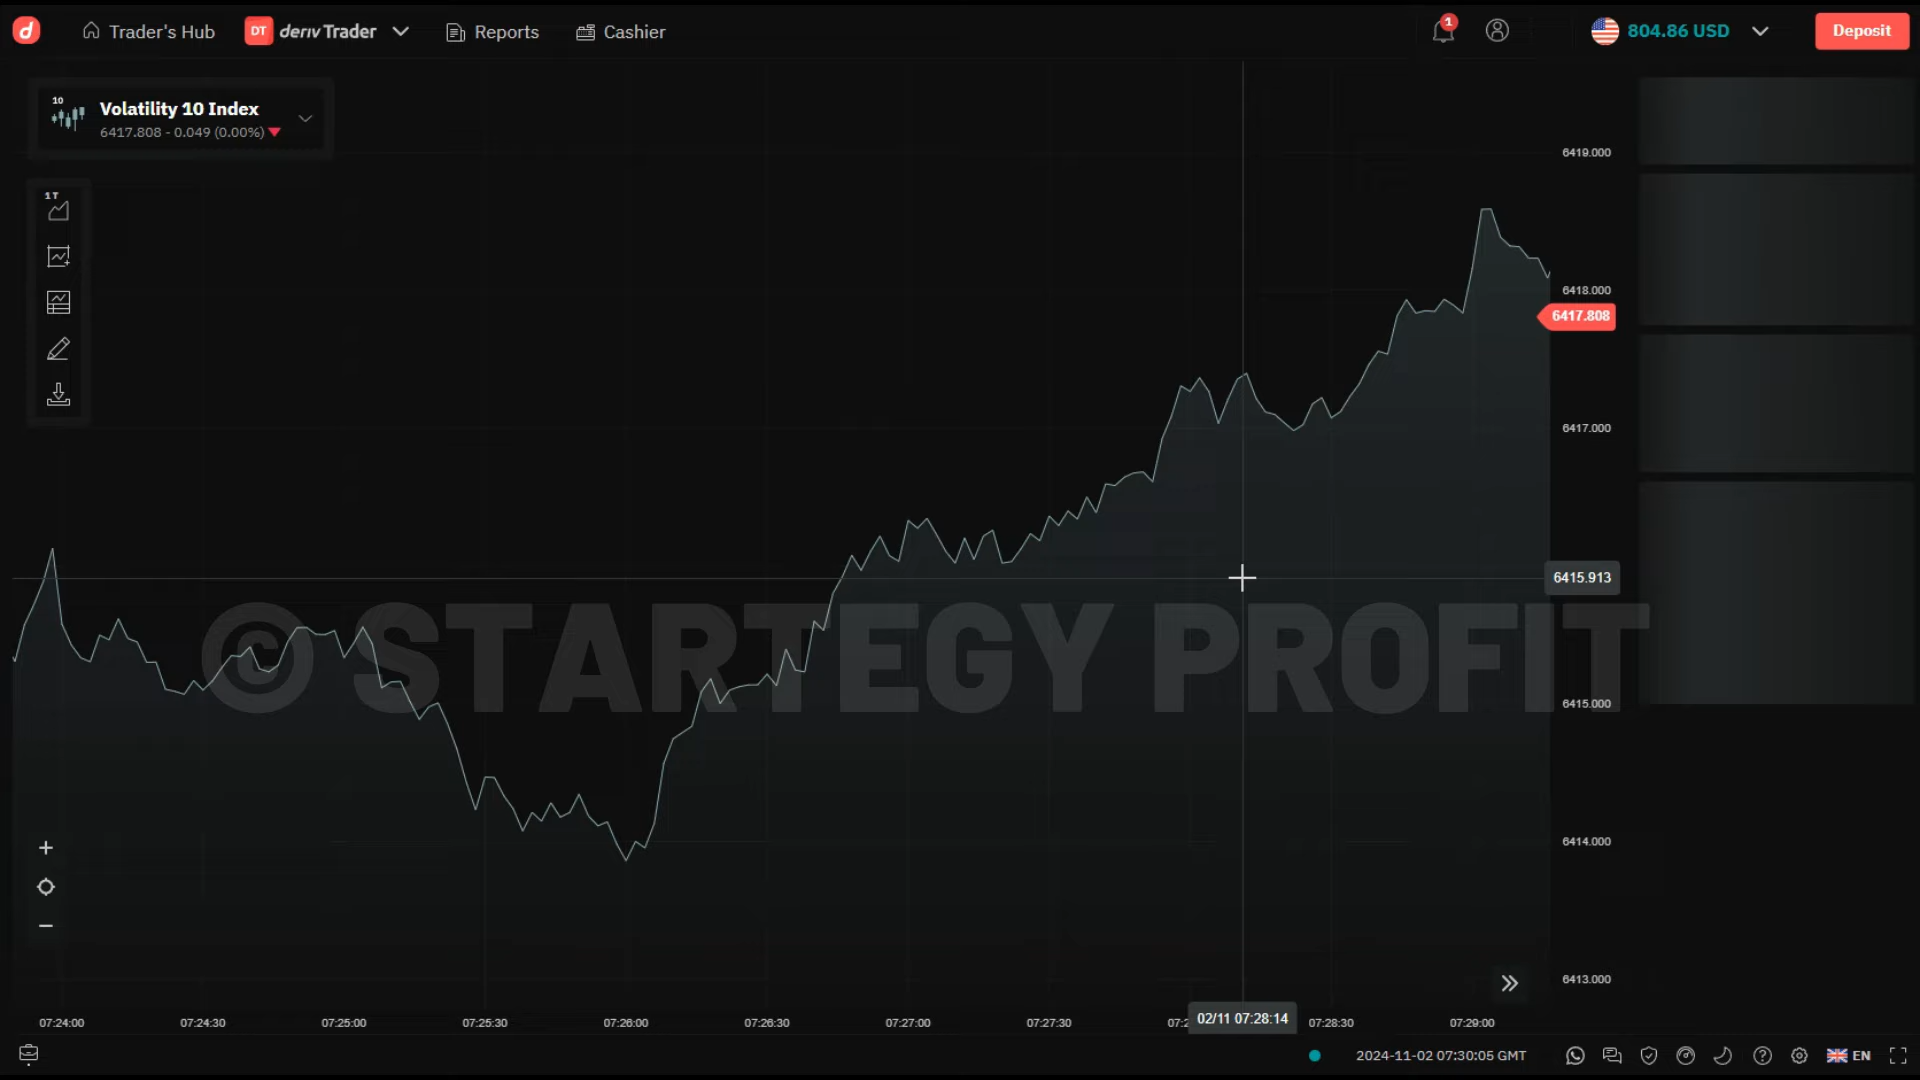 Trader's Hub
DT deriv Trader
Reports
Cashier
1
804.86 USD
Deposit
10
Volatility 10 Index
6417.808 - 0.049 (0.00%)
1T
6419.000
6418.000
6417.808
6417.000
6415.913
© STARTEGY PROFIT
6415.000
6414.000
6413.000
07:24:00
07:24:30
07:25:00
07:25:30
07:26:00
07:26:30
07:27:00
07:27:30
02/11 07:28:14
07:28:30
07:29:00
2024-11-02 07:30:05 GMT
EN